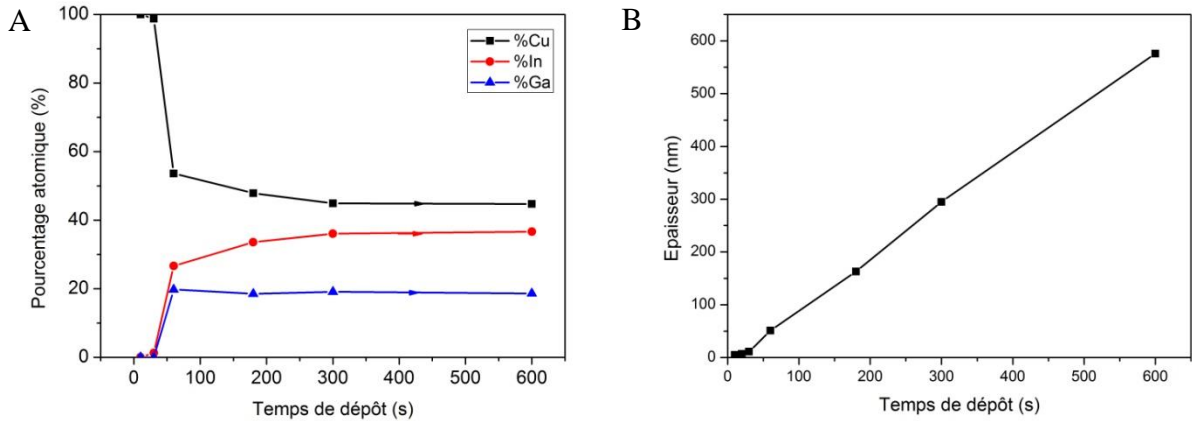 A
100
80
60
40
20
0
Pourcentage atomique (%)
%Cu
%In
%Ga
0 100 200 300 400 500 600
Temps de dépôt (s)
B
600
500
400
300
200
100
0
Epaisseur (nm)
0 100 200 300 400 500 600
Temps de dépôt (s)